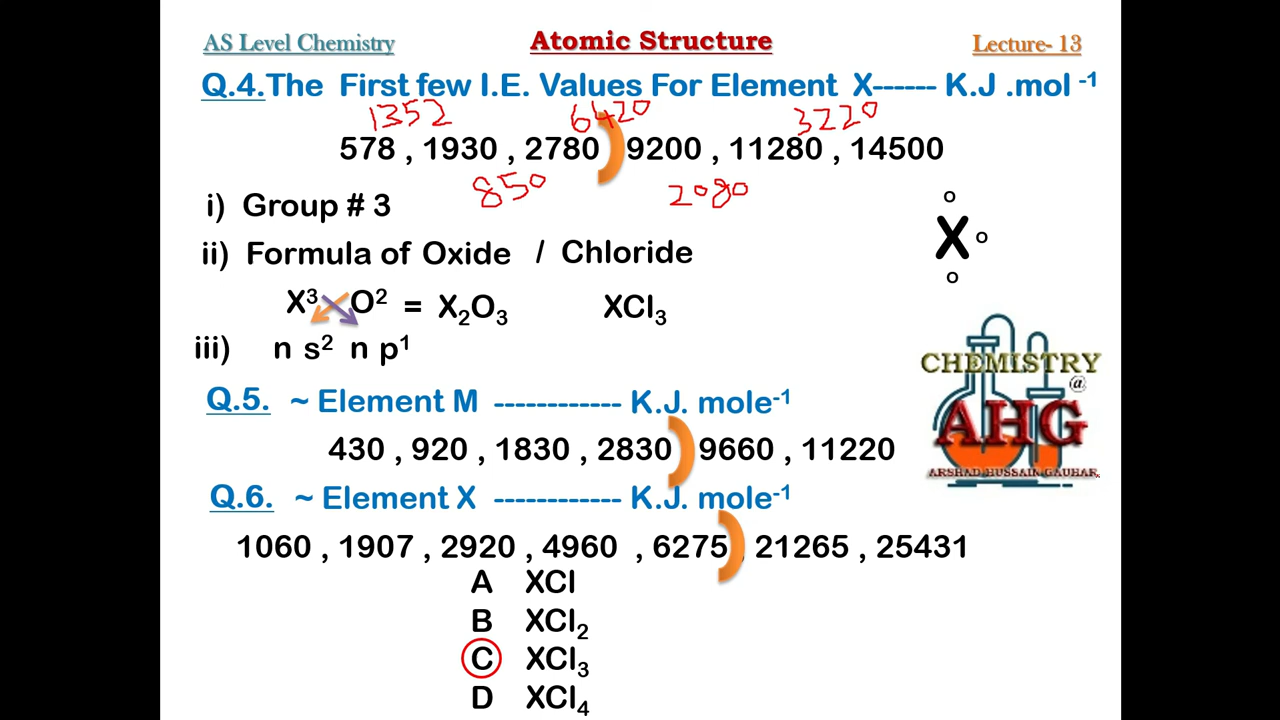 AS Level Chemistry Atomic Structure Lecture- 13
Q.4.The First few I.E. Values For Element X------ K.J .mol -1
1352 6420 3220
578 , 1930 , 2780 ) 9200 , 11280 , 14500
850 2080
i) Group # 3
ii) Formula of Oxide / Chloride
X3 O2 = X2O3 XCl3
iii) n s2 n p1
o
X o
o
CHEMISTRY
@
AHG
ARSHAD HUSSAIN GAUHAR
Q.5. ~ Element M ------------ K.J. mole-1
430 , 920 , 1830 , 2830 ) 9660 , 11220
Q.6. ~ Element X ------------ K.J. mole-1
1060 , 1907 , 2920 , 4960 , 6275 ) , 21265 , 25431
A XCl
B XCl2
C XCl3
D XCl4